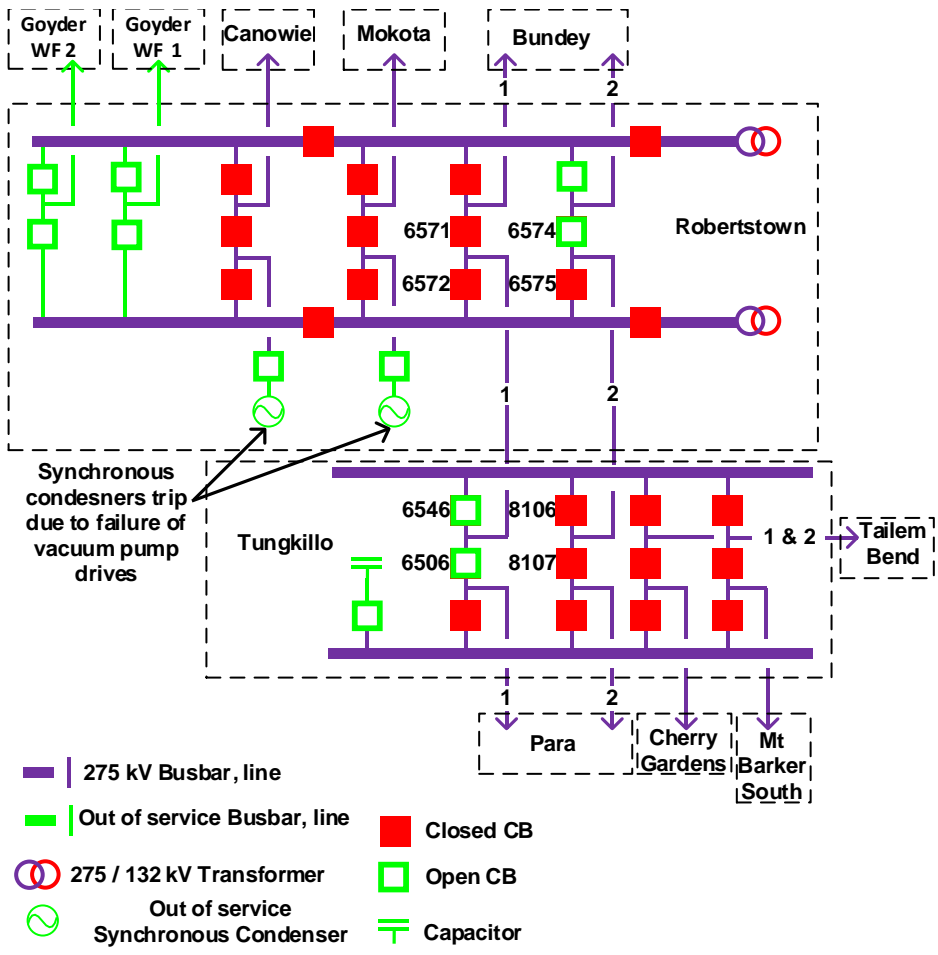 Goyder
WF 2
Goyder
WF 1
Canowie
Mokota
Bundey
1
2
6571
6574
Robertstown
6572
6575
1
2
Synchronous
condesners trip
due to failure of
vacuum pump
drives
Tungkillo
6546
8106
6506
8107
1 & 2
Tailem
Bend
1
2
Para
Cherry
Gardens
Mt
Barker
South
275 kV Busbar, line
Out of service Busbar, line
275 / 132 kV Transformer
Out of service
Synchronous Condenser
Closed CB
Open CB
Capacitor